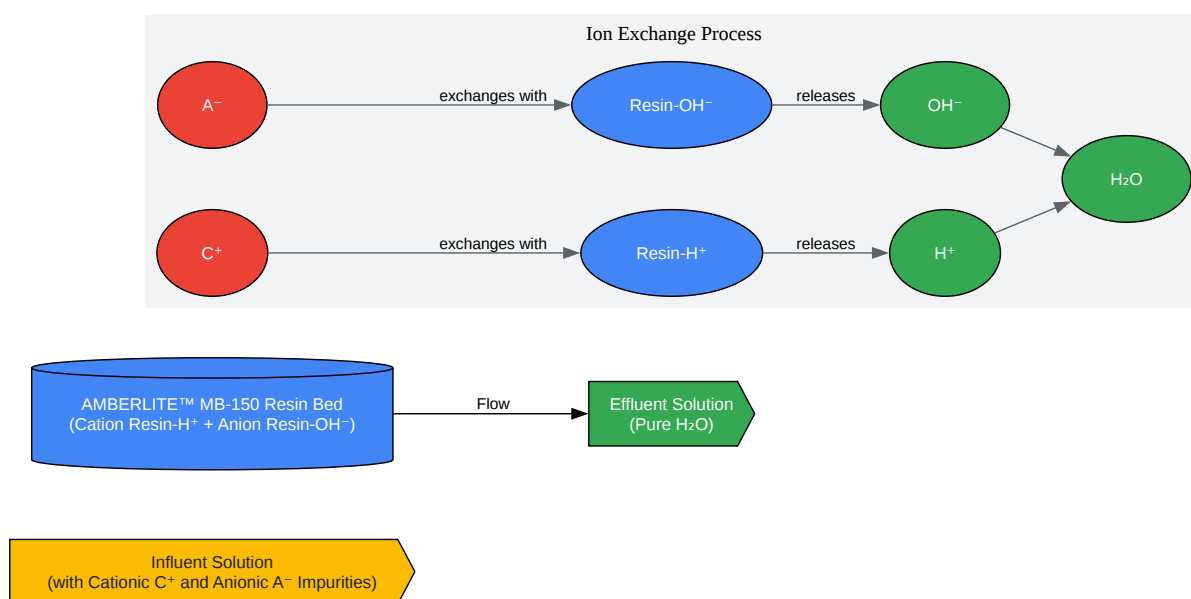 Ion Exchange Process
A⁻
exchanges with
Resin-OH⁻
releases
OH⁻
H₂O
C⁺
exchanges with
Resin-H⁺
releases
H⁺
AMBERLITE™ MB-150 Resin Bed
(Cation Resin-H⁺ + Anion Resin-OH⁻)
Flow
Effluent Solution
(Pure H₂O)
Influent Solution
(with Cationic C⁺ and Anionic A⁻ Impurities)